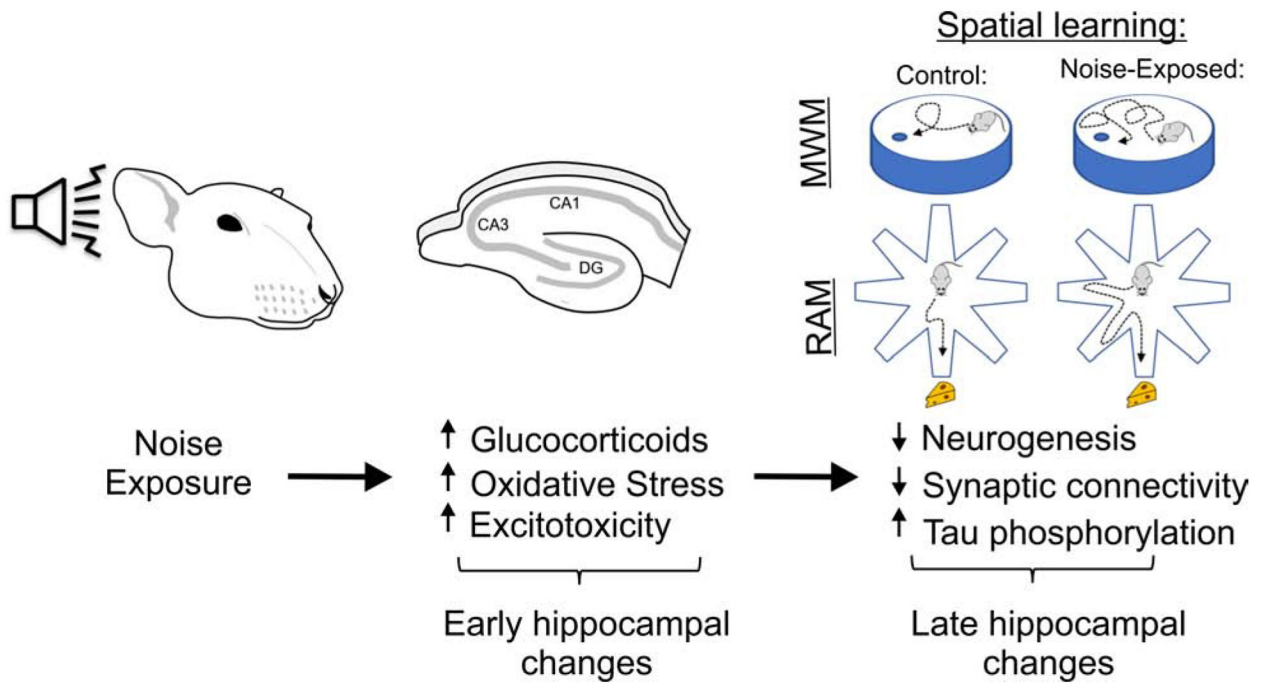 Spatial learning:
Control:
Noise-Exposed:
MWM
CA1
CA3
DG
RAM
Noise
Exposure
↑ Glucocorticoids
↑ Oxidative Stress
↑ Excitotoxicity
Early hippocampal
changes
↓ Neurogenesis
↓ Synaptic connectivity
↑ Tau phosphorylation
Late hippocampal
changes